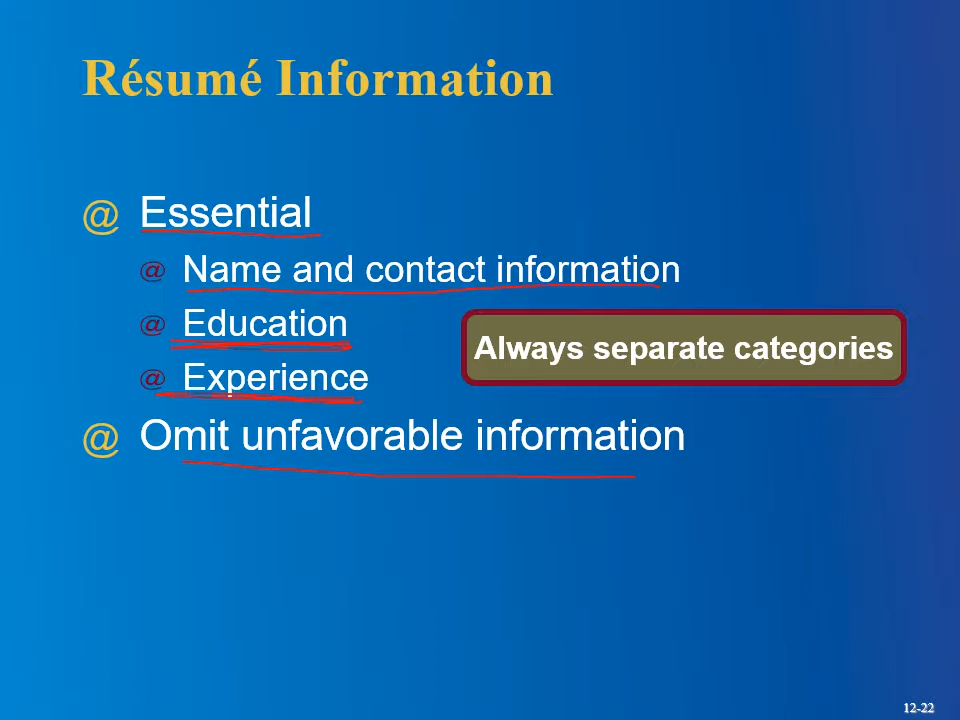 Résumé Information
@ Essential
@ Name and contact information
@ Education
Always separate categories
@ Experience
@ Omit unfavorable information
12-22